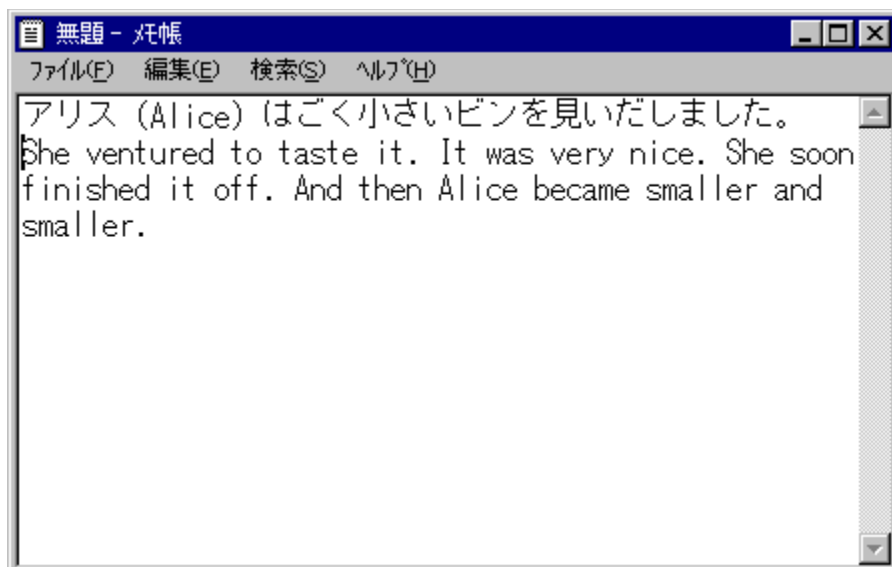 無題 - ﾒﾓ帳
ﾌｧｲﾙ(F) 編集(E) 検索(S) ﾍﾙﾌﾟ(H)
アリス (Alice) はごく小さいビンを見いだしました。
She ventured to taste it. It was very nice. She soon
finished it off. And then Alice became smaller and
smaller.